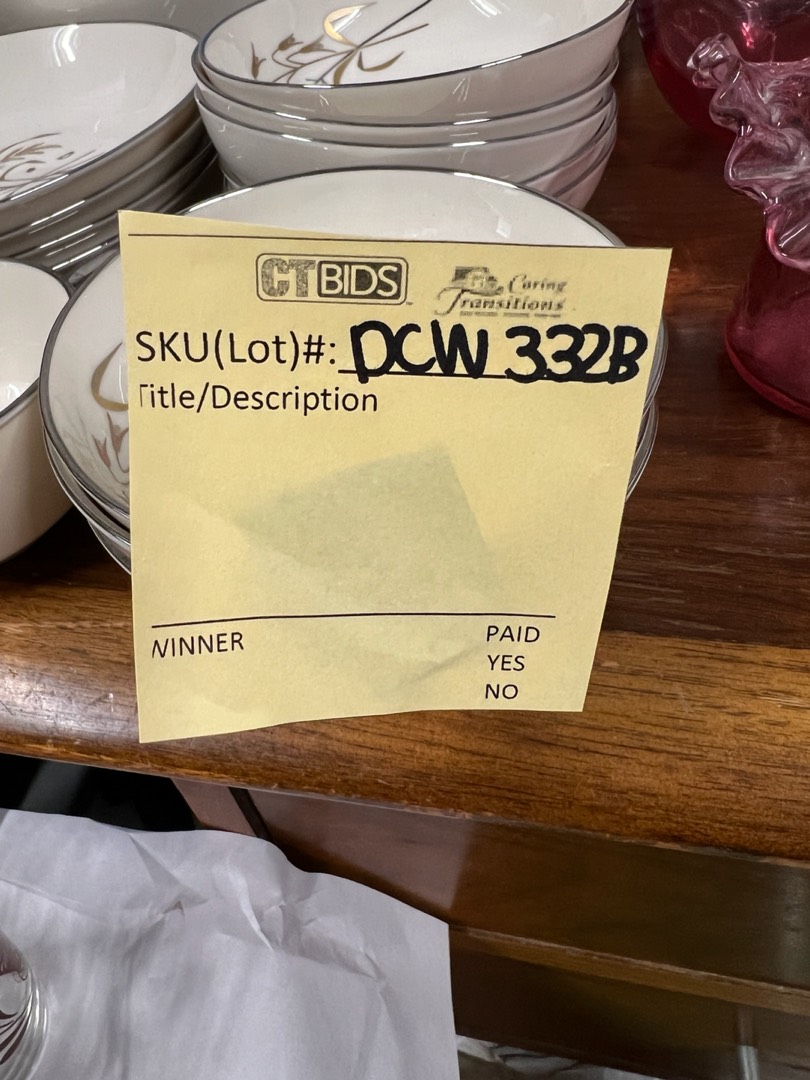 CTBIDS Caring Transitions
SKU(Lot)#: DCW 332B
Title/Description
WINNER
PAID
YES
NO